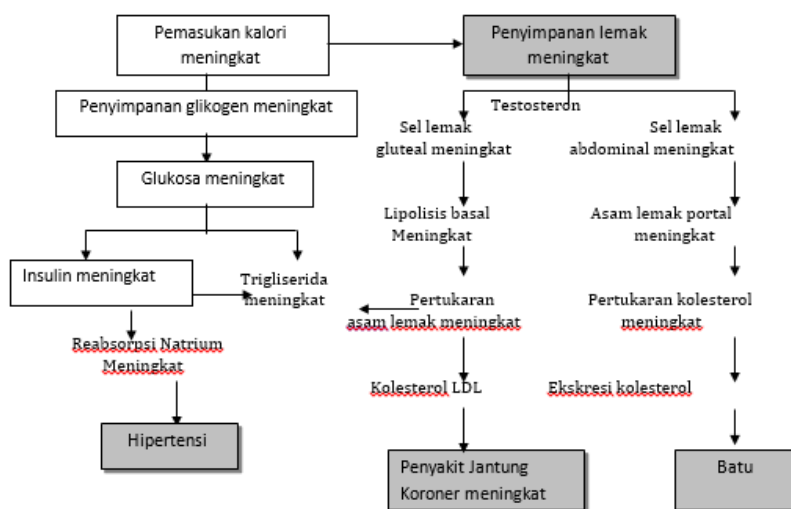 Pemasukan kalori
meningkat
Penyimpanan lemak
meningkat
Penyimpanan glikogen meningkat
Testosteron
Sel lemak
gluteal meningkat
Sel lemak
abdominal meningkat
Glukosa meningkat
Lipolisis basal
Meningkat
Asam lemak portal
meningkat
Insulin meningkat
Trigliserida
meningkat
Pertukaran
asam lemak meningkat
Pertukaran kolesterol
meningkat
Reabsorpsi Natrium
Meningkat
Kolesterol LDL
Ekskresi kolesterol
Hipertensi
Penyakit Jantung
Koroner meningkat
Batu